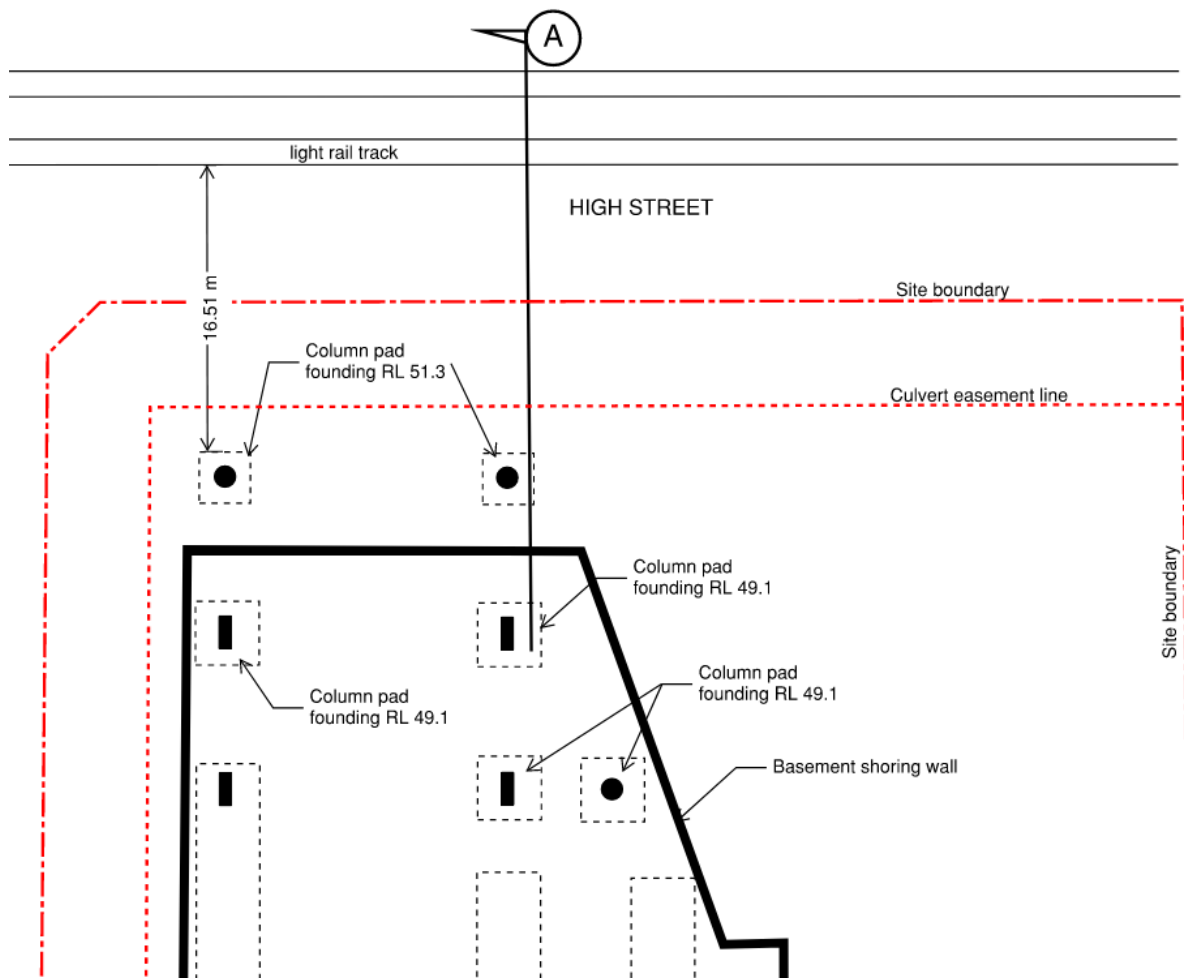 A
light rail track
HIGH STREET
16.51 m
Site boundary
Column pad
founding RL 51.3
Culvert easement line
Column pad
founding RL 49.1
Site boundary
Column pad
founding RL 49.1
Column pad
founding RL 49.1
Basement shoring wall